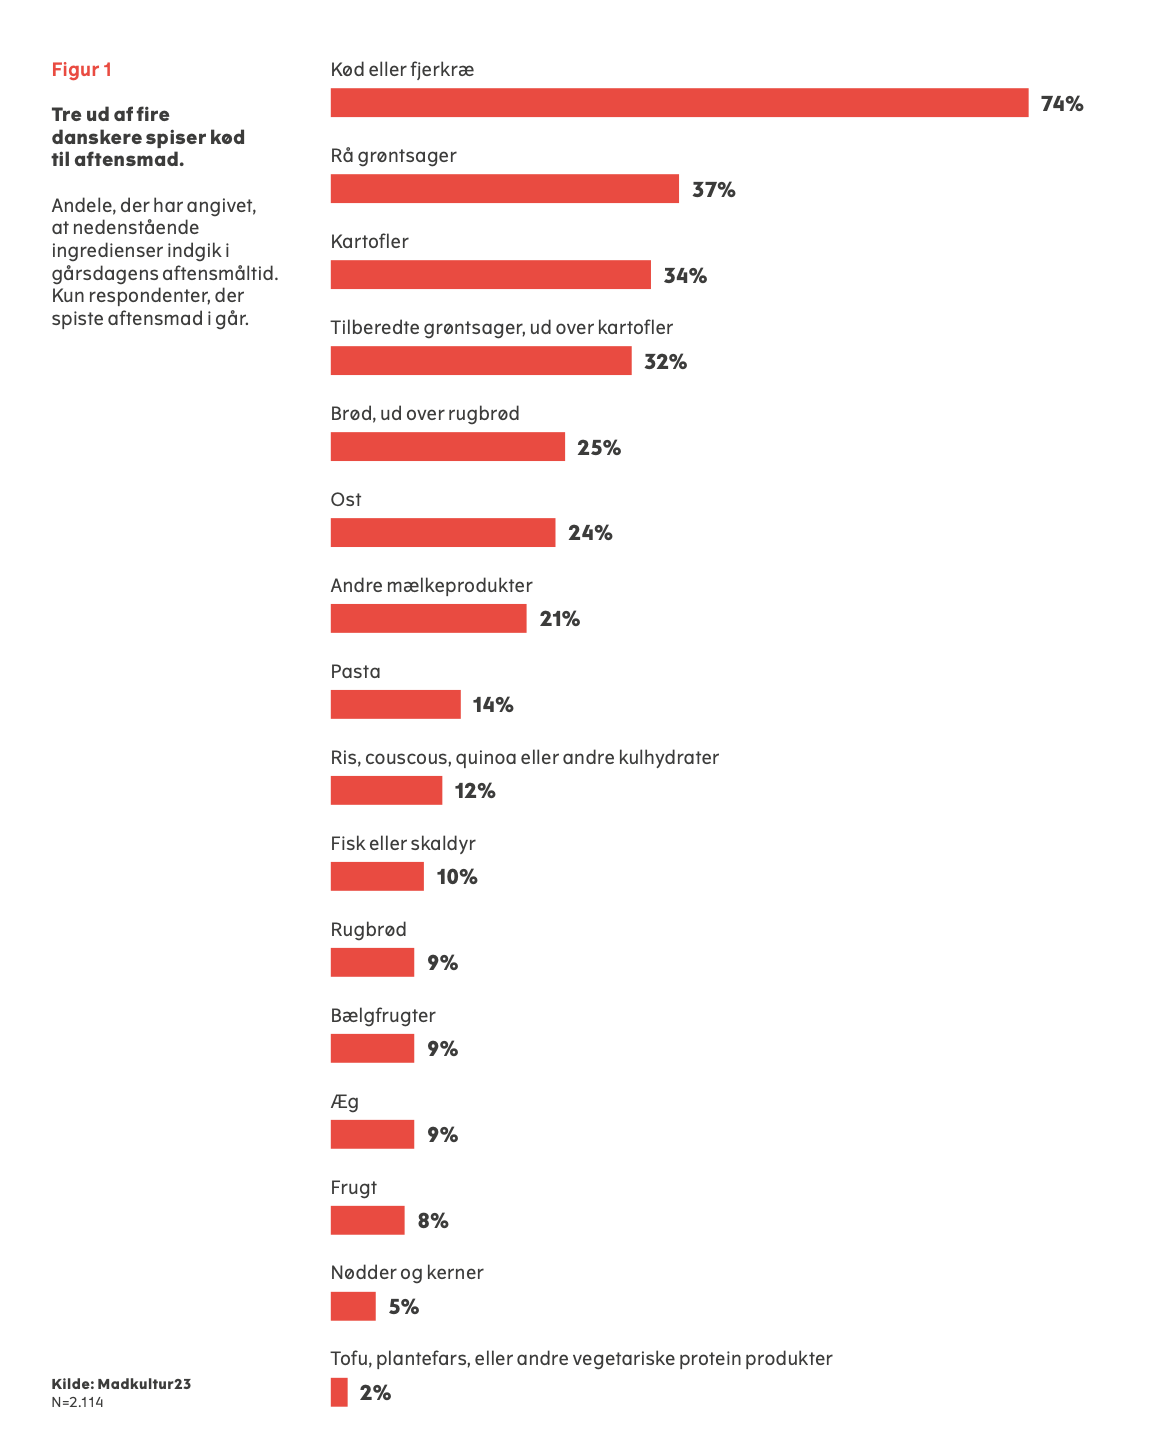 Figur 1
Tre ud af fire
danskere spiser kød
til aftensmad.
Andele, der har angivet,
at nedenstående
ingredienser indgik i
gårsdagens aftensmåltid.
Kun respondenter, der
spiste aftensmad i går.
Kød eller fjerkræ
74%
Rå grøntsager
37%
Kartofler
34%
Tilberedte grøntsager, ud over kartofler
32%
Brød, ud over rugbrød
25%
Ost
24%
Andre mælkeprodukter
21%
Pasta
14%
Ris, couscous, quinoa eller andre kulhydrater
12%
Fisk eller skaldyr
10%
Rugbrød
9%
Bælgfrugter
9%
Æg
9%
Frugt
8%
Nødder og kerner
5%
Tofu, plantefars, eller andre vegetariske protein produkter
2%
Kilde: Madkultur23
N=2.114